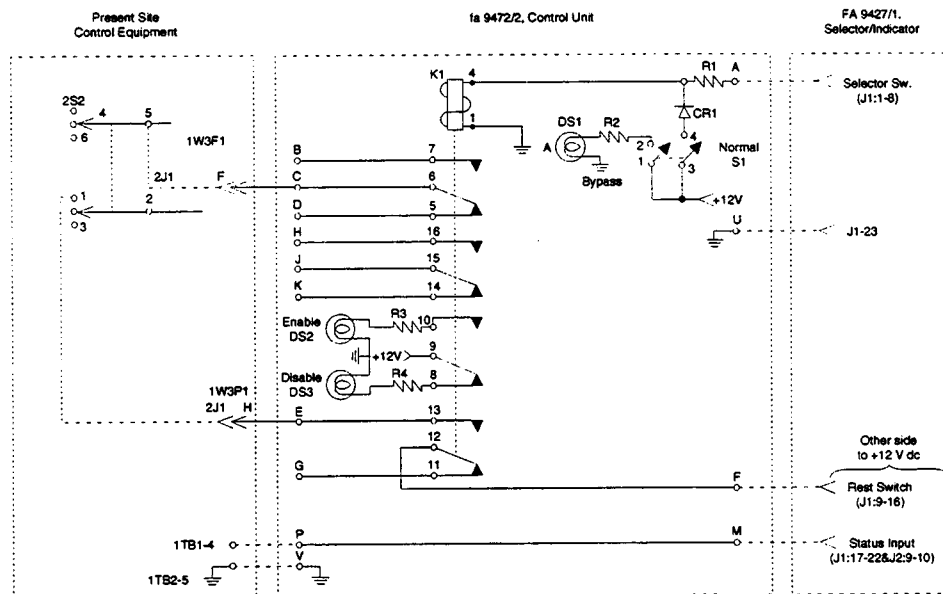 Present Site
Control Equipment
fa 9472/2, Control Unit
FA 9427/1.
Selector/Indicator
K1
4
R1
A
Selector Sw.
(J1:1-8)
2S2
4
5
6
1W3F1
1
DS1
R2
CR1
A
2
4
Normal
S1
1
3
Bypass
+12V
B
7
2J1
F
C
6
1
2
3
D
5
U
J1-23
H
16
J
15
K
14
Enable
DS2
R3
10
+12V
9
Disable
DS3
R4
8
1W3P1
2J1
H
E
13
12
G
11
Other side
to +12 V dc
F
Rest Switch
(J1:9-16)
1TB1-4
P
M
Status Input
(J1:17-22&J2:9-10)
V
1TB2-5